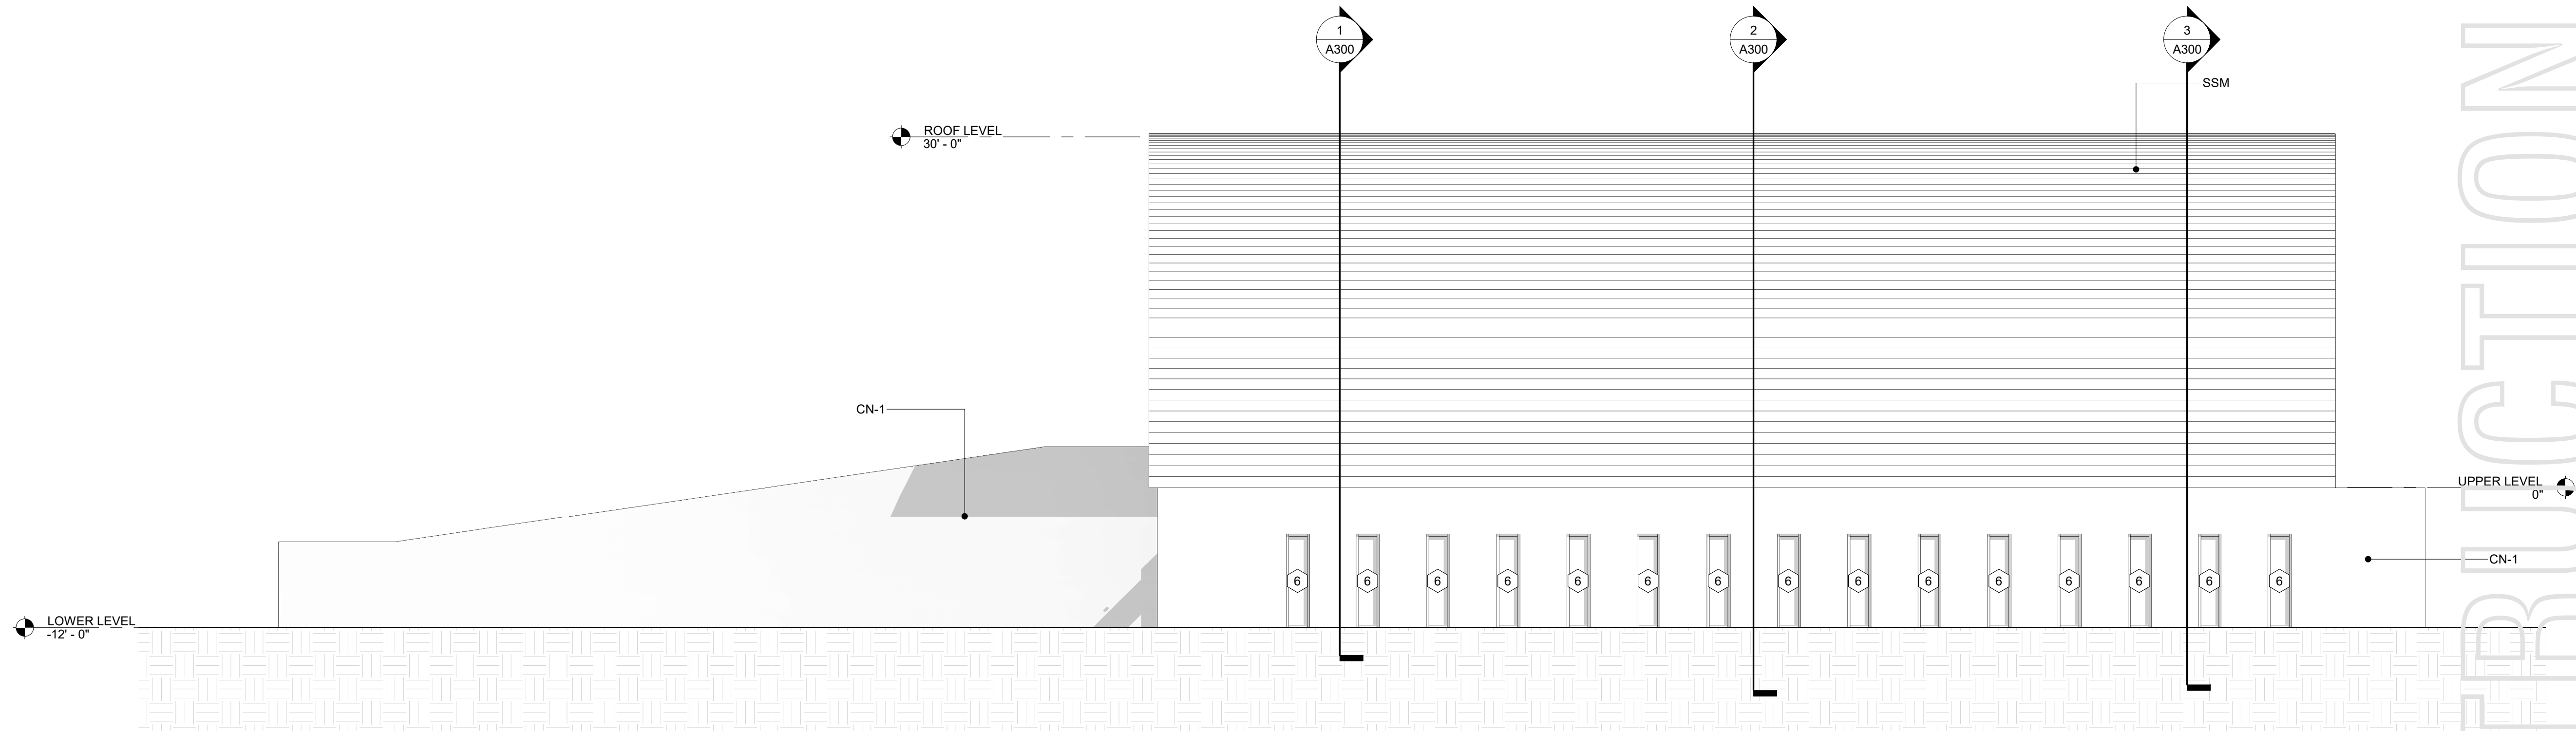 1
A300
2
A300
3
A300
SSM
ROOF LEVEL
30' - 0"
CN-1
UPPER LEVEL
0"
6 6 6 6 6 6 6 6 6 6 6 6 6 6 6
CN-1
LOWER LEVEL
-12' - 0"
TRUCTION